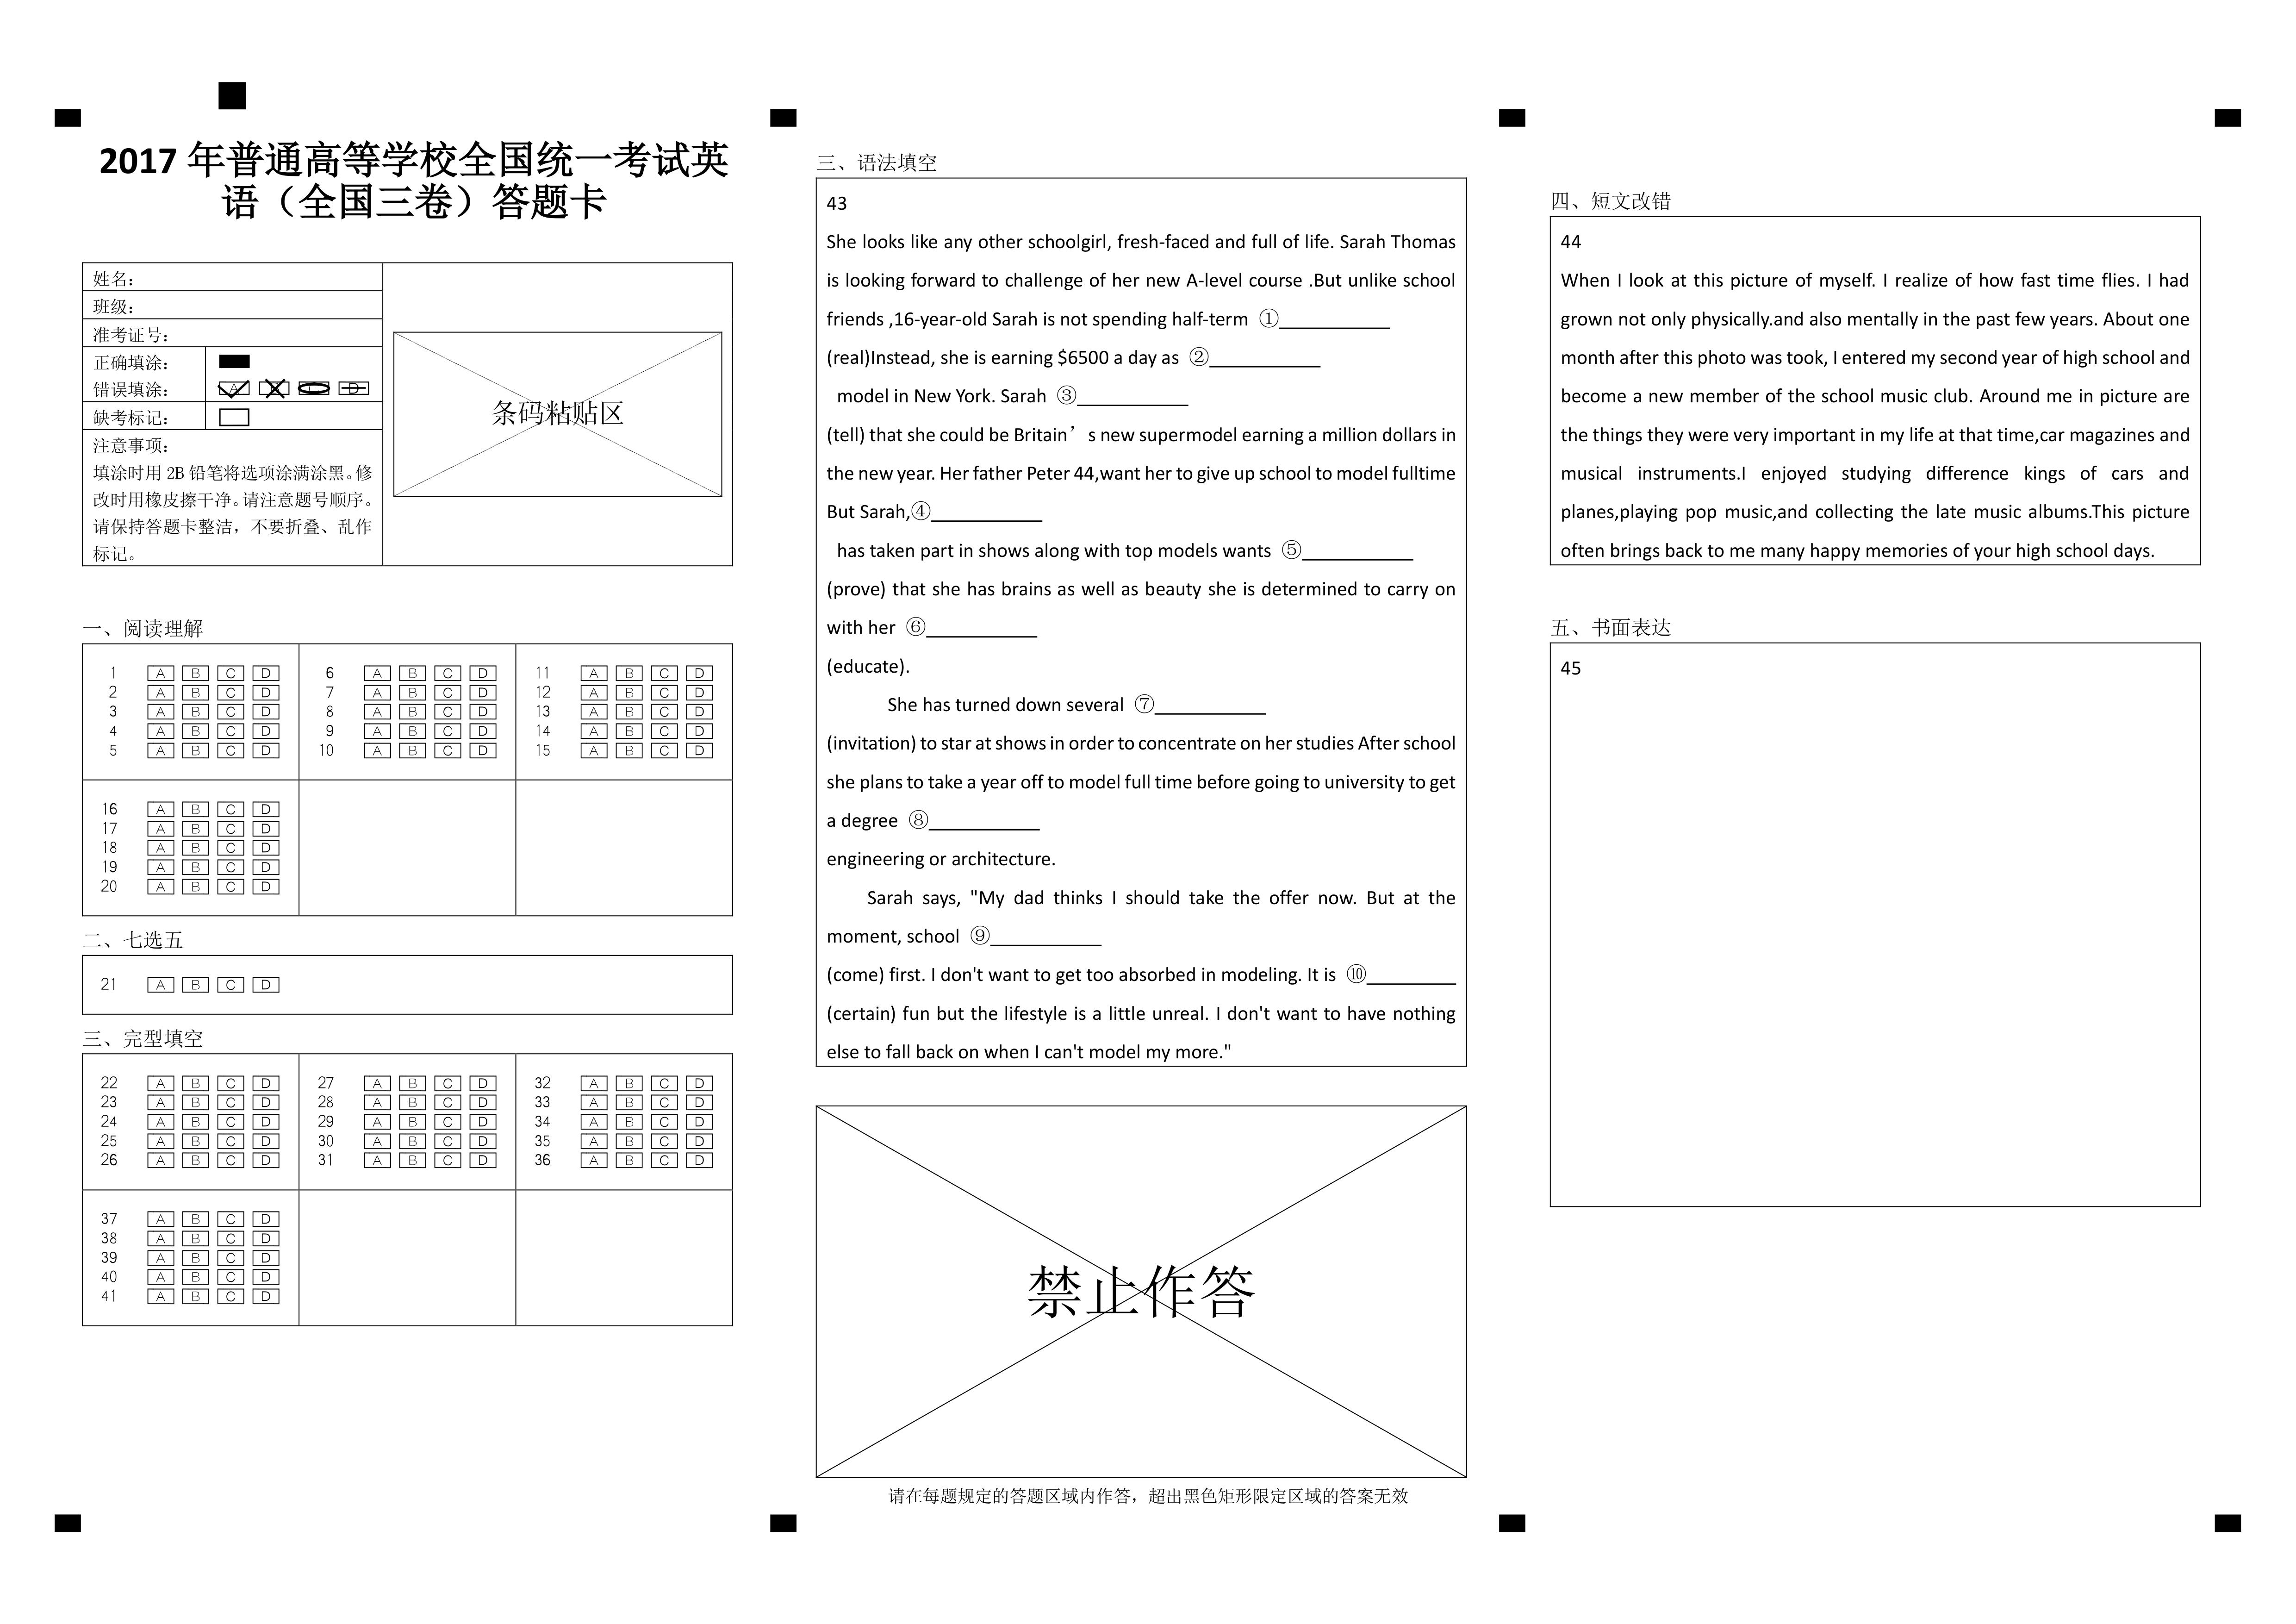 2017 年普通高等学校全国统一考试英
语（全国三卷）答题卡
姓名：
班级：
准考证号：
正确填涂：
错误填涂： A B C D
缺考标记：
注意事项：
填涂时用 2B 铅笔将选项涂满涂黑。修
改时用橡皮擦干净。请注意题号顺序。
请保持答题卡整洁，不要折叠、乱作
标记。
条码粘贴区
一、阅读理解
1 A B C D 6 A B C D 11 A B C D
2 A B C D 7 A B C D 12 A B C D
3 A B C D 8 A B C D 13 A B C D
4 A B C D 9 A B C D 14 A B C D
5 A B C D 10 A B C D 15 A B C D
16 A B C D
17 A B C D
18 A B C D
19 A B C D
20 A B C D
二、七选五
21 A B C D
三、完型填空
22 A B C D 27 A B C D 32 A B C D
23 A B C D 28 A B C D 33 A B C D
24 A B C D 29 A B C D 34 A B C D
25 A B C D 30 A B C D 35 A B C D
26 A B C D 31 A B C D 36 A B C D
37 A B C D
38 A B C D
39 A B C D
40 A B C D
41 A B C D
三、语法填空
43
She looks like any other schoolgirl, fresh-faced and full of life. Sarah Thomas
is looking forward to challenge of her new A-level course .But unlike school
friends ,16-year-old Sarah is not spending half-term ①___________
(real)Instead, she is earning $6500 a day as ②___________
model in New York. Sarah ③___________
(tell) that she could be Britain’s new supermodel earning a million dollars in
the new year. Her father Peter 44,want her to give up school to model fulltime
But Sarah,④___________
has taken part in shows along with top models wants ⑤___________
(prove) that she has brains as well as beauty she is determined to carry on
with her ⑥___________
(educate).
She has turned down several ⑦___________
(invitation) to star at shows in order to concentrate on her studies After school
she plans to take a year off to model full time before going to university to get
a degree ⑧___________
engineering or architecture.
Sarah says, "My dad thinks I should take the offer now. But at the
moment, school ⑨___________
(come) first. I don't want to get too absorbed in modeling. It is ⑩_________
(certain) fun but the lifestyle is a little unreal. I don't want to have nothing
else to fall back on when I can't model my more."
禁止作答
请在每题规定的答题区域内作答，超出黑色矩形限定区域的答案无效
四、短文改错
44
When I look at this picture of myself. I realize of how fast time flies. I had
grown not only physically.and also mentally in the past few years. About one
month after this photo was took, I entered my second year of high school and
become a new member of the school music club. Around me in picture are
the things they were very important in my life at that time,car magazines and
musical instruments.I enjoyed studying difference kings of cars and
planes,playing pop music,and collecting the late music albums.This picture
often brings back to me many happy memories of your high school days.
五、书面表达
45